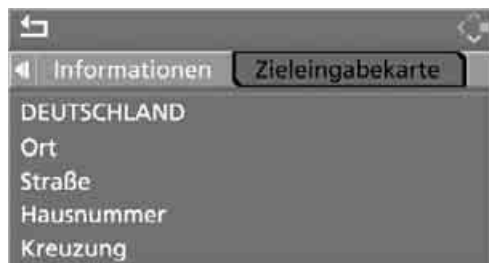 Informationen Zieleingabekarte
DEUTSCHLAND
Ort
Straße
Hausnummer
Kreuzung